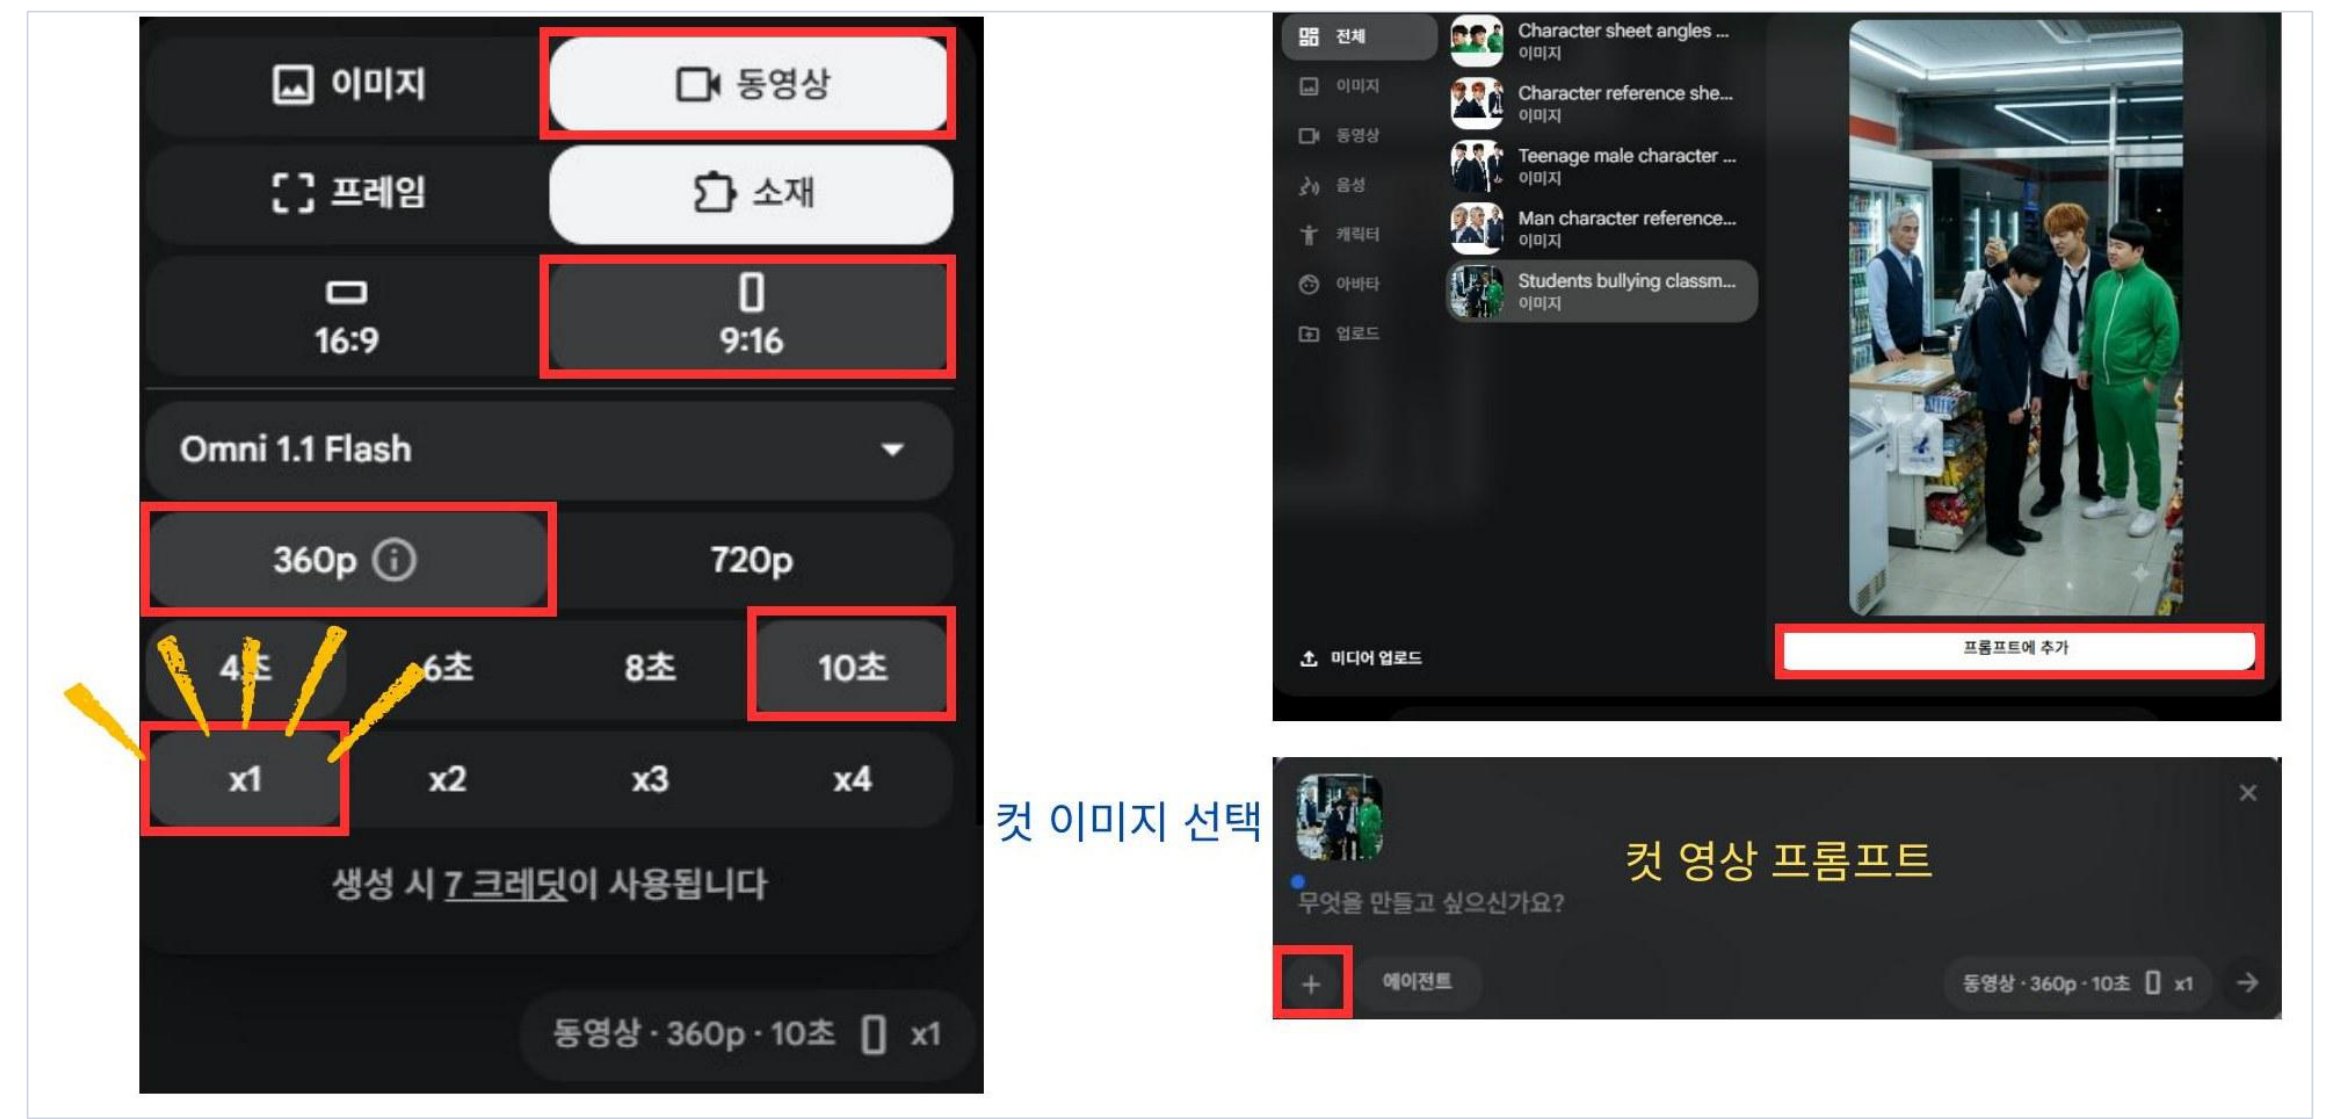 이미지
동영상
프레임
소재
16:9
9:16
Omni 1.1 Flash
360p
720p
4초
6초
8초
10초
x1
x2
x3
x4
생성 시 7 크레딧이 사용됩니다
동영상 · 360p · 10초 x1
컷 이미지 선택
전체
이미지
동영상
음성
캐릭터
아바타
업로드
미디어 업로드
Character sheet angles ...
이미지
Character reference she...
이미지
Teenage male character ...
이미지
Man character reference...
이미지
Students bullying classm...
이미지
프롬프트에 추가
컷 영상 프롬프트
무엇을 만들고 싶으신가요?
에이전트
동영상 · 360p · 10초 x1